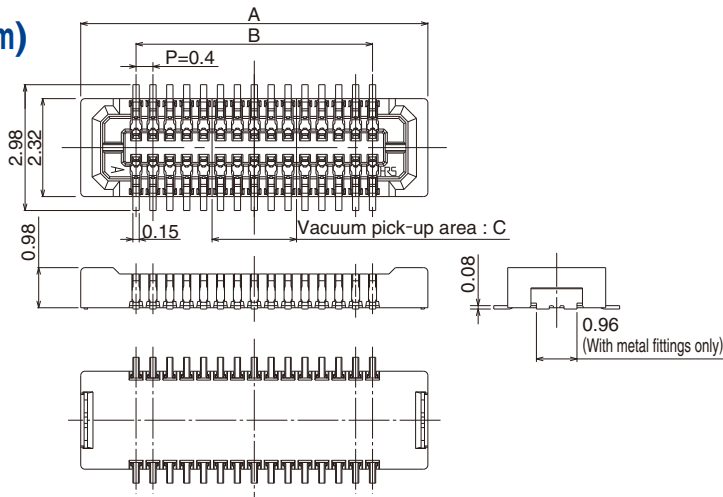 m)
A
B
P=0.4
2.98
2.32
A
HRS
0.15
Vacuum pick-up area : C
0.98
0.08
0.96
(With metal fittings only)